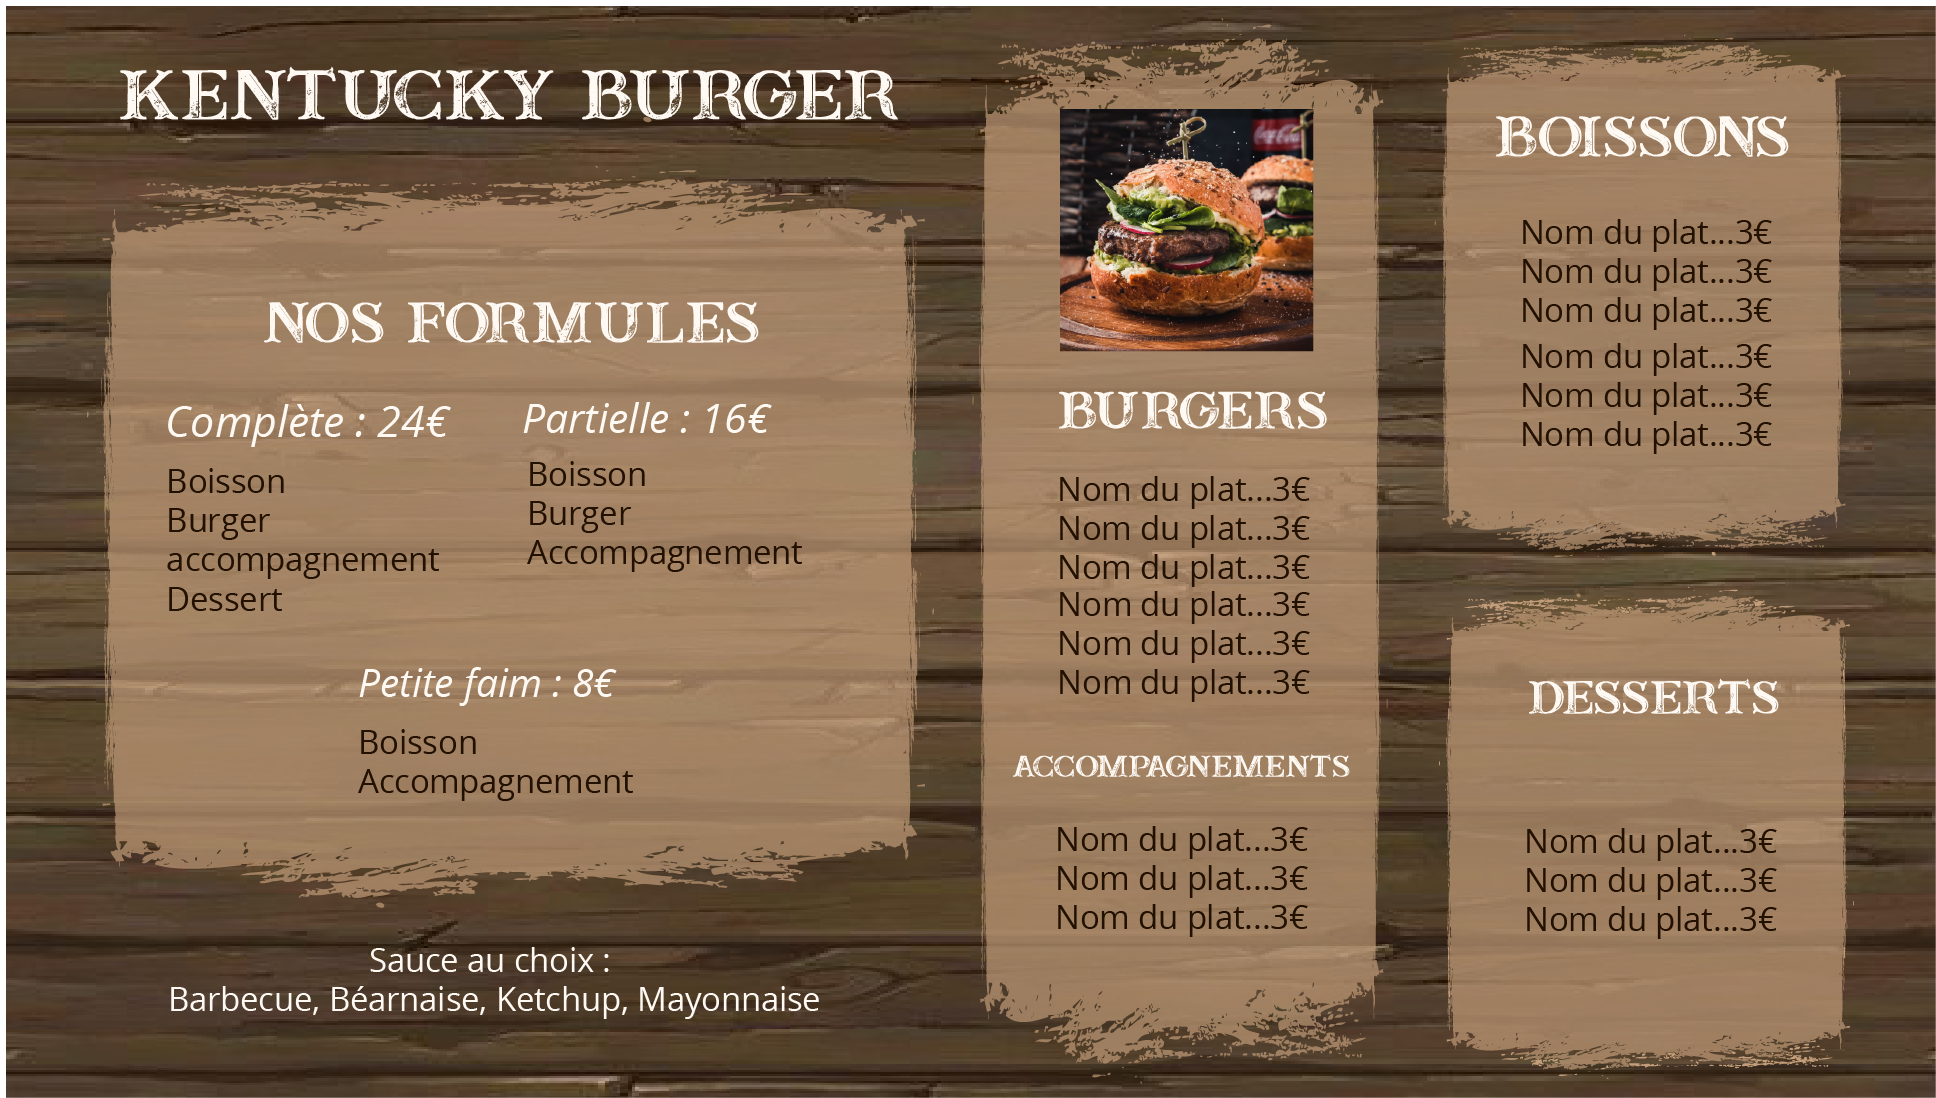 KENTUCKY BURGER
NOS FORMULES
Complète : 24€
Boisson
Burger
accompagnement
Dessert
Partielle : 16€
Boisson
Burger
Accompagnement
Petite faim : 8€
Boisson
Accompagnement
Sauce au choix :
Barbecue, Béarnaise, Ketchup, Mayonnaise
Coca-Cola
BURGERS
Nom du plat...3€
Nom du plat...3€
Nom du plat...3€
Nom du plat...3€
Nom du plat...3€
Nom du plat...3€
ACCOMPAGNEMENTS
Nom du plat...3€
Nom du plat...3€
Nom du plat...3€
BOISSONS
Nom du plat...3€
Nom du plat...3€
Nom du plat...3€
Nom du plat...3€
Nom du plat...3€
Nom du plat...3€
DESSERTS
Nom du plat...3€
Nom du plat...3€
Nom du plat...3€